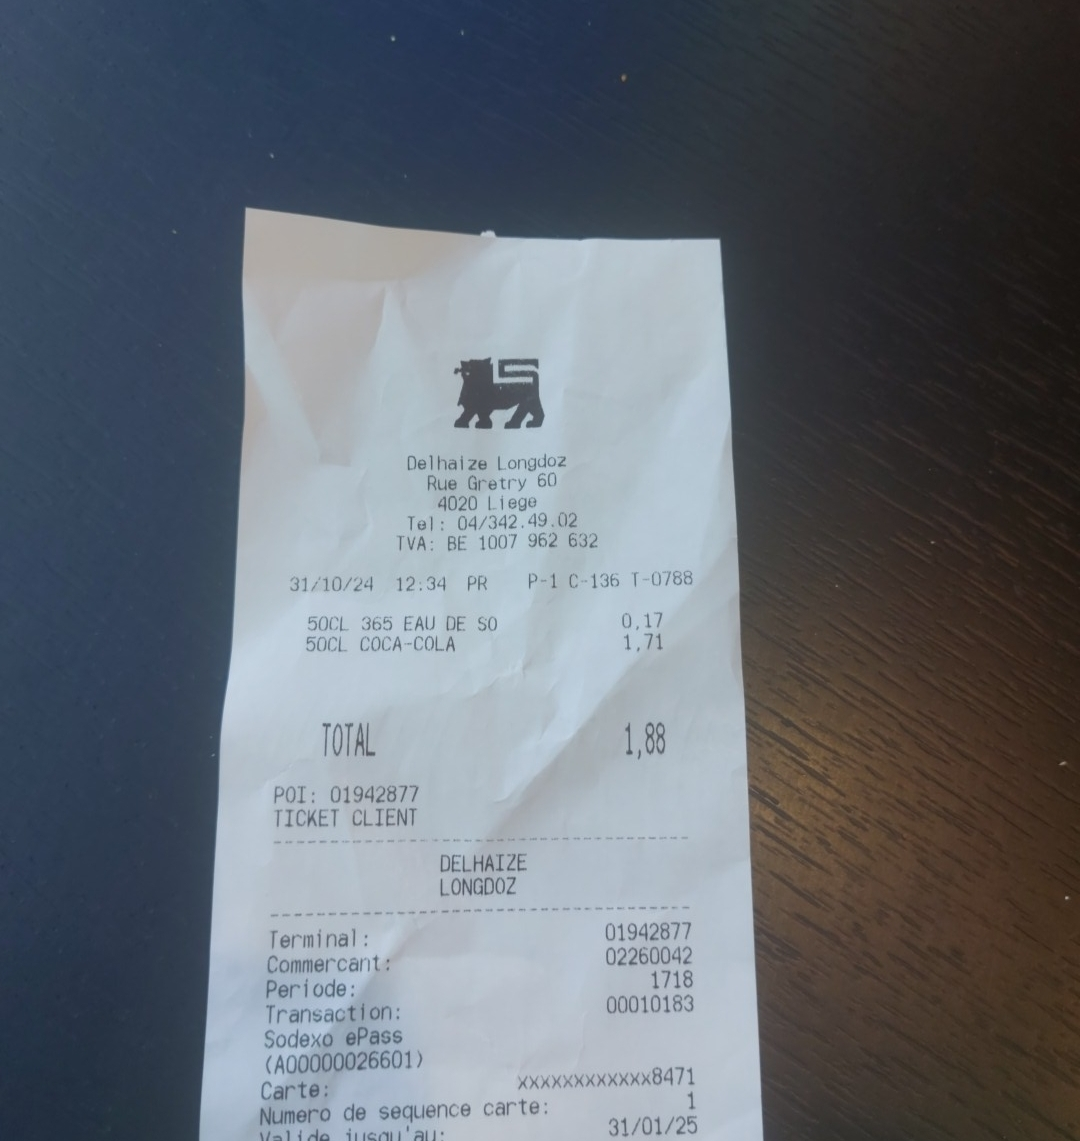 Delhaize Longdoz
Rue Gretry 60
4020 Liege
Tel: 04/342.49.02
TVA: BE 1007 962 632
31/10/24 12:34 PR P-1 C-136 T-0788
50CL 365 EAU DE SO 0,17
50CL COCA-COLA 1,71
TOTAL 1,88
POI: 01942877
TICKET CLIENT
DELHAIZE
LONGDOZ
Terminal: 01942877
Commercant: 02260042
Periode: 1718
Transaction: 00010183
Sodexo ePass
(A00000026601)
Carte: xxxxxxxxxxxx8471
Numero de sequence carte: 1
Valide jusqu'au: 31/01/25